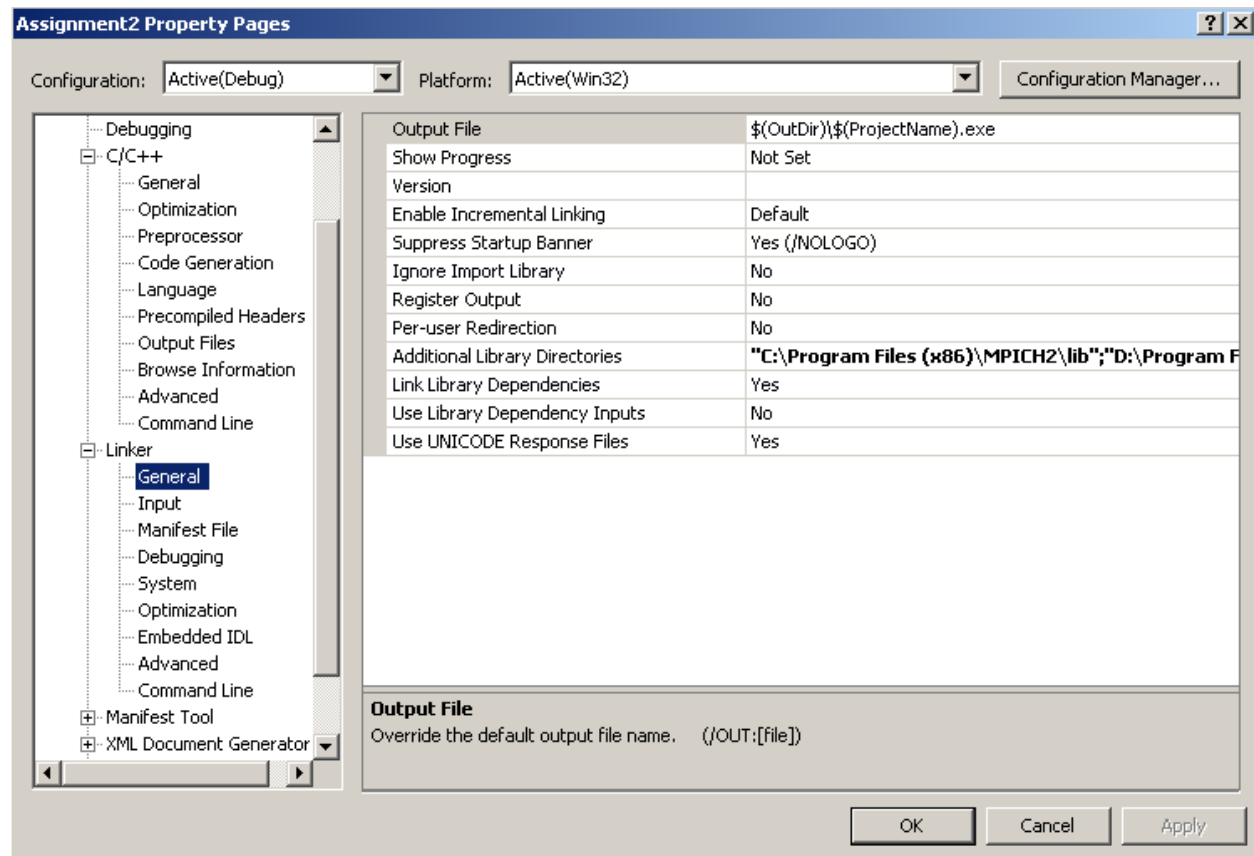 Assignment2 Property Pages
Configuration: Active(Debug) Platform: Active(Win32) Configuration Manager...
Debugging
C/C++
General
Optimization
Preprocessor
Code Generation
Language
Precompiled Headers
Output Files
Browse Information
Advanced
Command Line
Linker
General
Input
Manifest File
Debugging
System
Optimization
Embedded IDL
Advanced
Command Line
Manifest Tool
XML Document Generator
Output File $(OutDir)\$(ProjectName).exe
Show Progress Not Set
Version
Enable Incremental Linking Default
Suppress Startup Banner Yes (/NOLOGO)
Ignore Import Library No
Register Output No
Per-user Redirection No
Additional Library Directories "C:\Program Files (x86)\MPICH2\lib";"D:\Program F
Link Library Dependencies Yes
Use Library Dependency Inputs No
Use UNICODE Response Files Yes
Output File
Override the default output file name. (/OUT:[file])
OK Cancel Apply